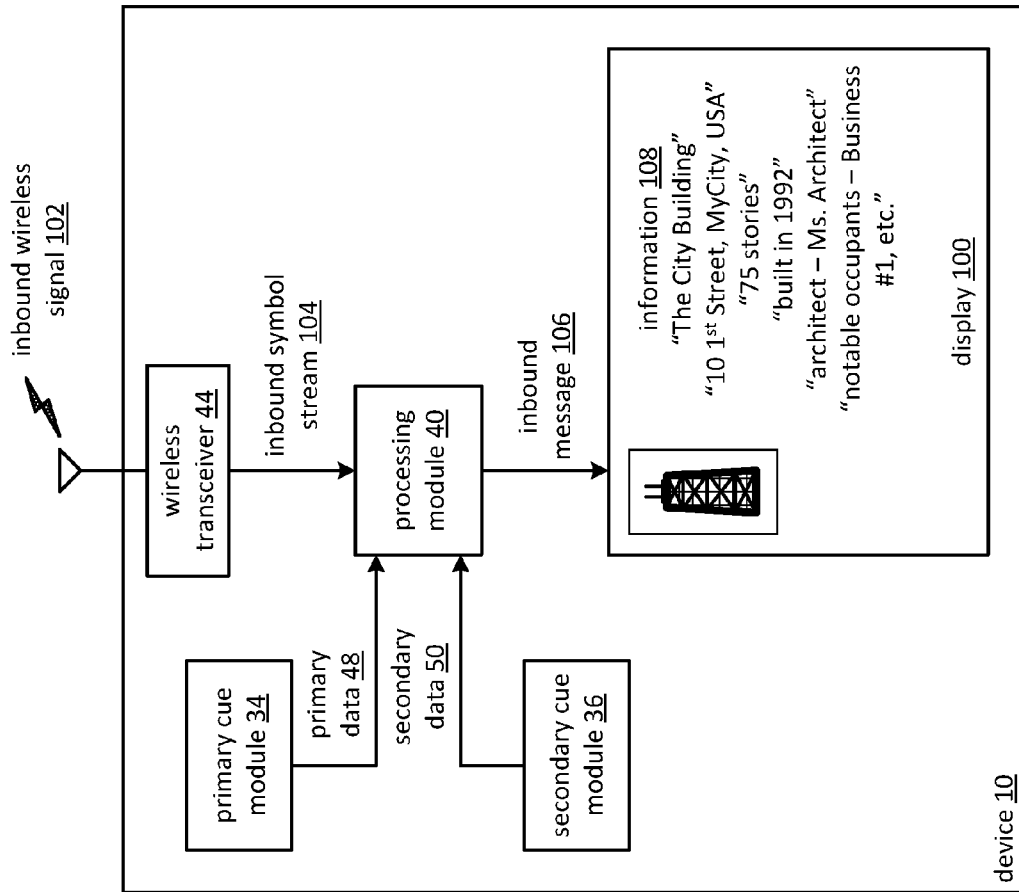 inbound wireless
signal 102
wireless
transceiver 44
inbound symbol
stream 104
primary cue
module 34
primary
data 48
processing
module 40
secondary
data 50
secondary cue
module 36
inbound
message 106
information 108
“The City Building”
“10 1st Street, MyCity, USA”
“75 stories”
“built in 1992”
“architect – Ms. Architect”
“notable occupants – Business
#1, etc.”
display 100
device 10